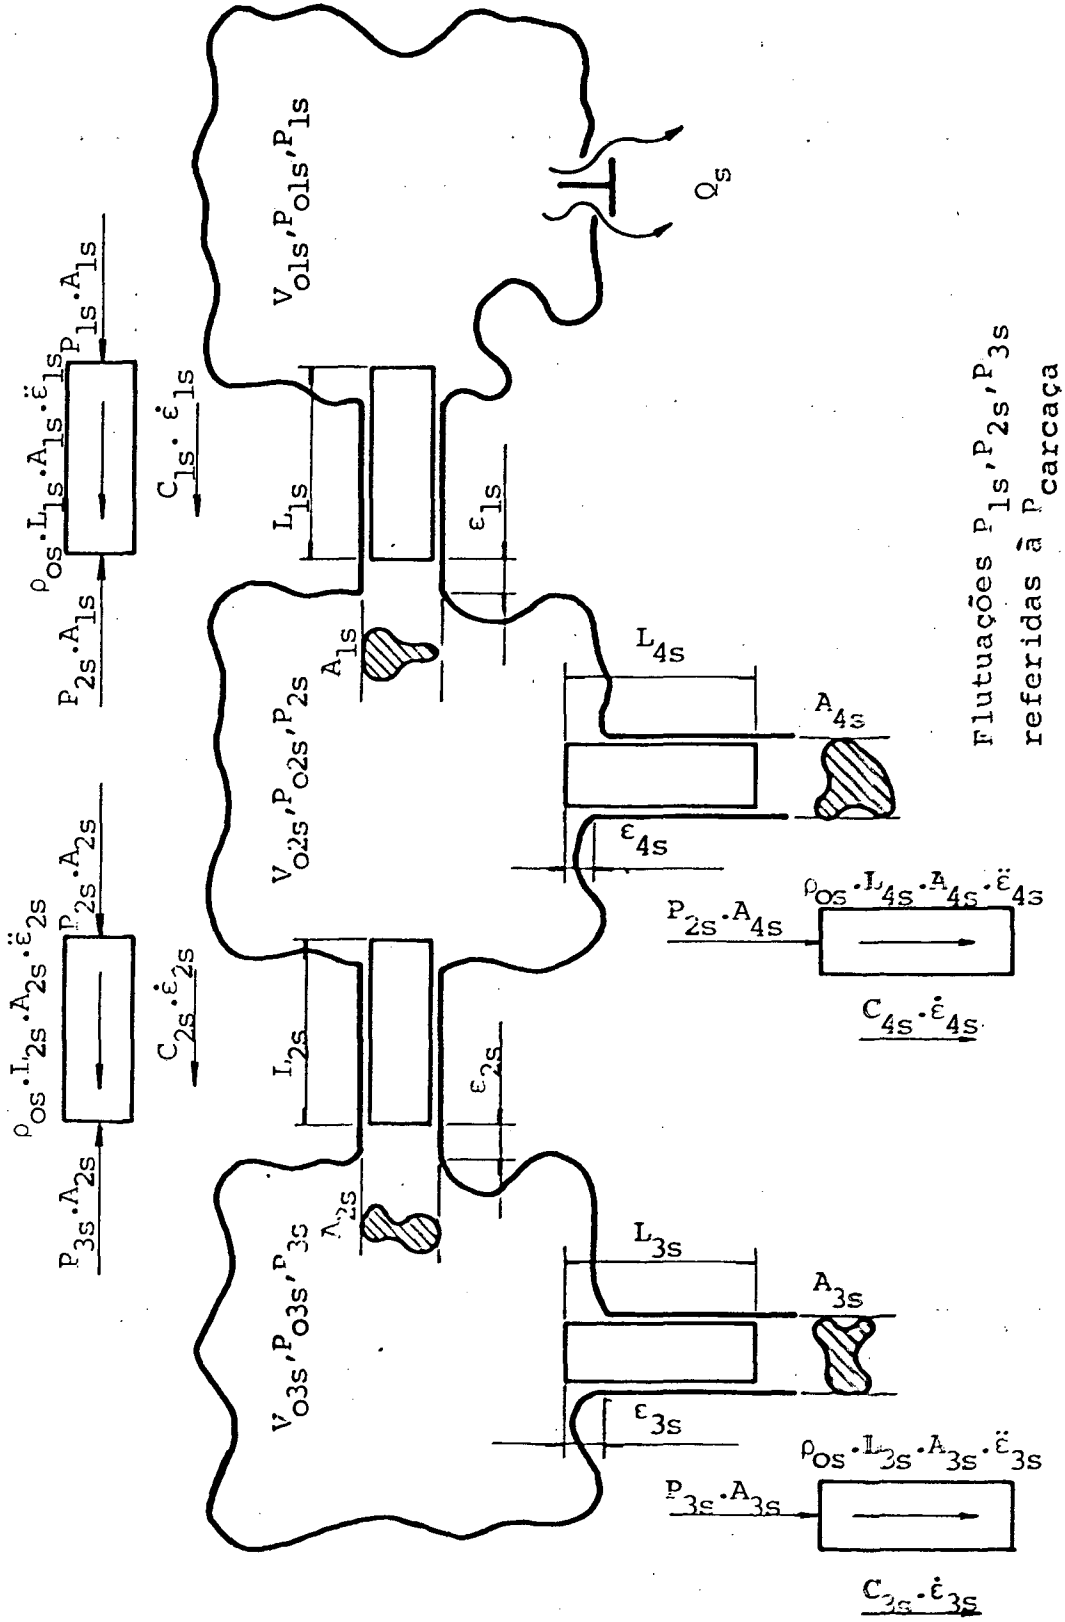 P₃ₛ.A₂ₛ
ρ₀ₛ.L₂ₛ.A₂ₛ.ε̈₂ₛ
P₂ₛ.A₂ₛ
C₂ₛ.ε̇₂ₛ
P₂ₛ.A₁ₛ
ρ₀ₛ.L₁ₛ.A₁ₛ.ε̈₁ₛ
P₁ₛ.A₁ₛ
C₁ₛ.ε̇₁ₛ
V₀₃ₛ,P₀₃ₛ,P₃ₛ
A₂ₛ
L₂ₛ
ε₂ₛ
V₀₂ₛ,P₀₂ₛ,P₂ₛ
A₁ₛ
L₁ₛ
ε₁ₛ
V₀₁ₛ,P₀₁ₛ,P₁ₛ
Qₛ
L₃ₛ
A₃ₛ
ε₃ₛ
P₃ₛ.A₃ₛ
ρ₀ₛ.L₃ₛ.A₃ₛ.ε̈₃ₛ
C₃ₛ.ε̇₃ₛ
L₄ₛ
A₄ₛ
ε₄ₛ
P₂ₛ.A₄ₛ
ρ₀ₛ.L₄ₛ.A₄ₛ.ε̈₄ₛ
C₄ₛ.ε̇₄ₛ
Flutuações P₁ₛ,P₂ₛ,P₃ₛ
referidas à P carcaça